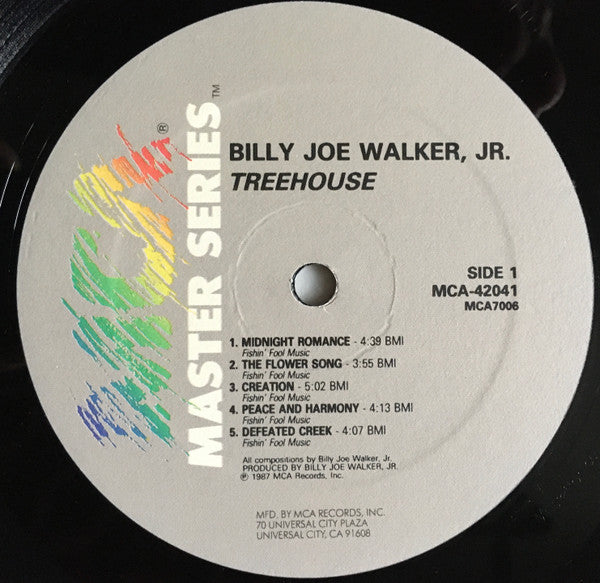 MCA®
MASTER SERIES™
BILLY JOE WALKER, JR.
TREEHOUSE
SIDE 1
MCA-42041
MCA7006
1. MIDNIGHT ROMANCE - 4:39 BMI
Fishin' Fool Music
2. THE FLOWER SONG - 3:55 BMI
Fishin' Fool Music
3. CREATION - 5:02 BMI
Fishin' Fool Music
4. PEACE AND HARMONY - 4:13 BMI
Fishin' Fool Music
5. DEFEATED CREEK - 4:07 BMI
Fishin' Fool Music
All compositions by Billy Joe Walker, Jr.
PRODUCED BY BILLY JOE WALKER, JR.
℗ 1987 MCA Records, Inc.
MFD. BY MCA RECORDS, INC.
70 UNIVERSAL CITY PLAZA
UNIVERSAL CITY, CA 91608